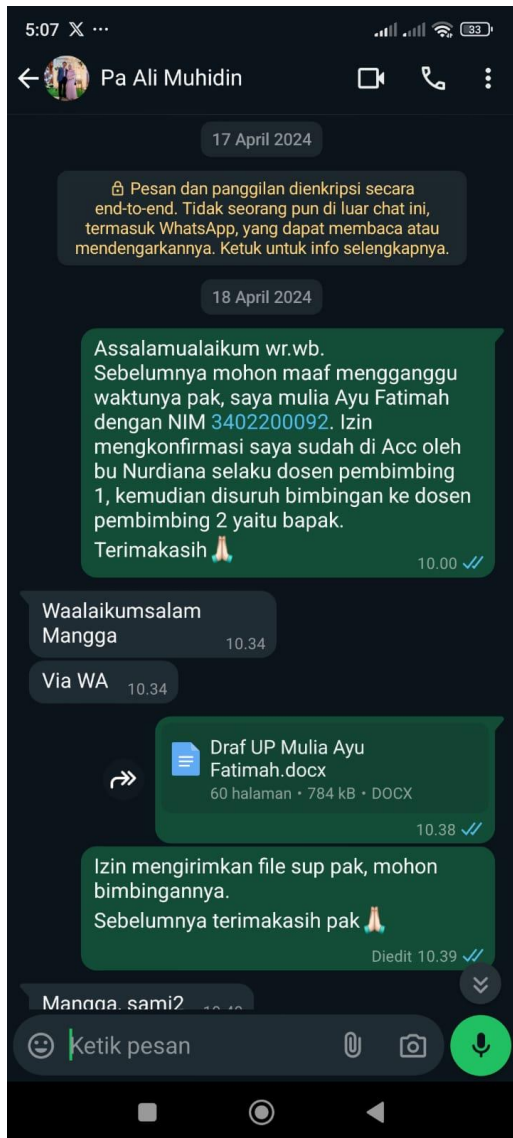 5:07 X ...
33
Pa Ali Muhidin
17 April 2024
Pesan dan panggilan dienkripsi secara
end-to-end. Tidak seorang pun di luar chat ini,
termasuk WhatsApp, yang dapat membaca atau
mendengarkannya. Ketuk untuk info selengkapnya.
18 April 2024
Assalamualaikum wr.wb.
Sebelumnya mohon maaf mengganggu
waktunya pak, saya mulia Ayu Fatimah
dengan NIM 3402200092. Izin
mengkonfirmasi saya sudah di Acc oleh
bu Nurdiana selaku dosen pembimbing
1, kemudian disuruh bimbingan ke dosen
pembimbing 2 yaitu bapak.
Terimakasih🙏🏻
10.00
Waalaikumsalam
Mangga
10.34
Via WA 10.34
Draf UP Mulia Ayu
Fatimah.docx
60 halaman • 784 kB • DOCX
10.38
Izin mengirimkan file sup pak, mohon
bimbingannya.
Sebelumnya terimakasih pak🙏🏻
Diedit 10.39
Mangga, sami2
Ketik pesan